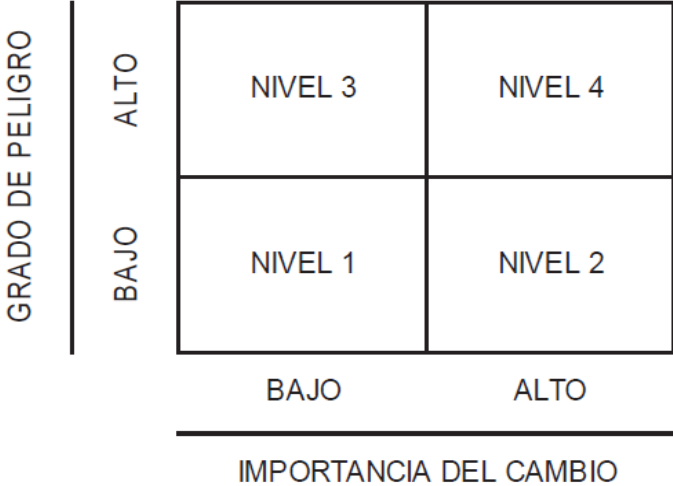 GRADO DE PELIGRO
ALTO
NIVEL 3
NIVEL 4
BAJO
NIVEL 1
NIVEL 2
BAJO
ALTO
IMPORTANCIA DEL CAMBIO